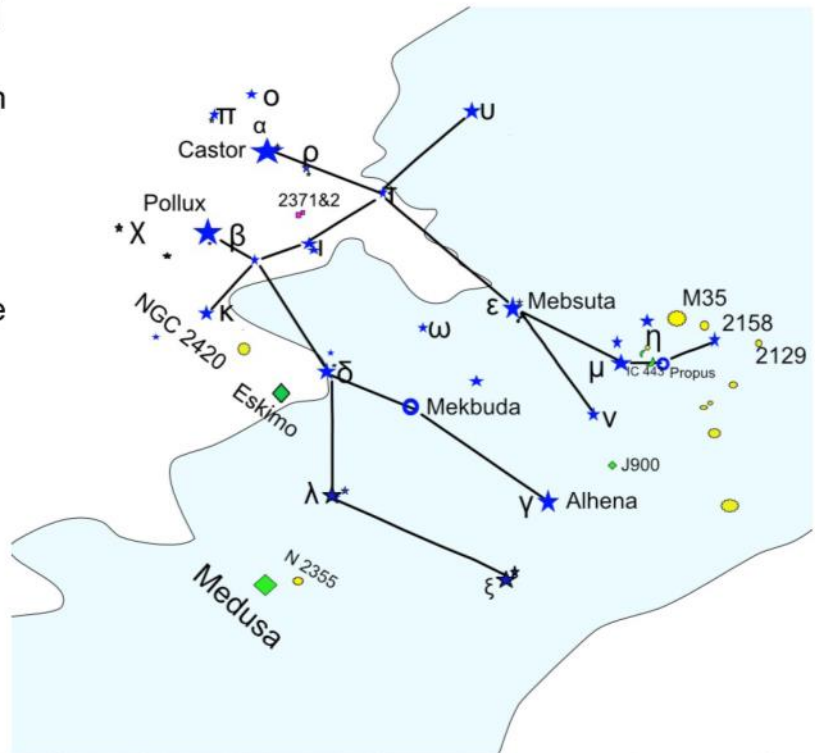 n
e
ο
π
α
Castor
ρ
υ
τ
2371&2
Pollux
β
χ
ι
ε
Mebsuta
M35
κ
NGC 2420
ω
η
2158
2129
μ
IC 443
Propus
δ
Eskimo
Mekbuda
ν
J900
λ
γ
Alhena
ξ
N 2355
Medusa